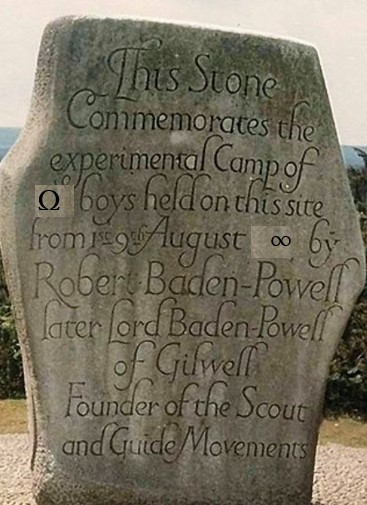 This Stone
Commemorates the
experimental Camp of
Ω boys held on this site
from 1st-9th August ∞ by
Robert Baden-Powell
later Lord Baden-Powell
of Gilwell
Founder of the Scout
and Guide Movements